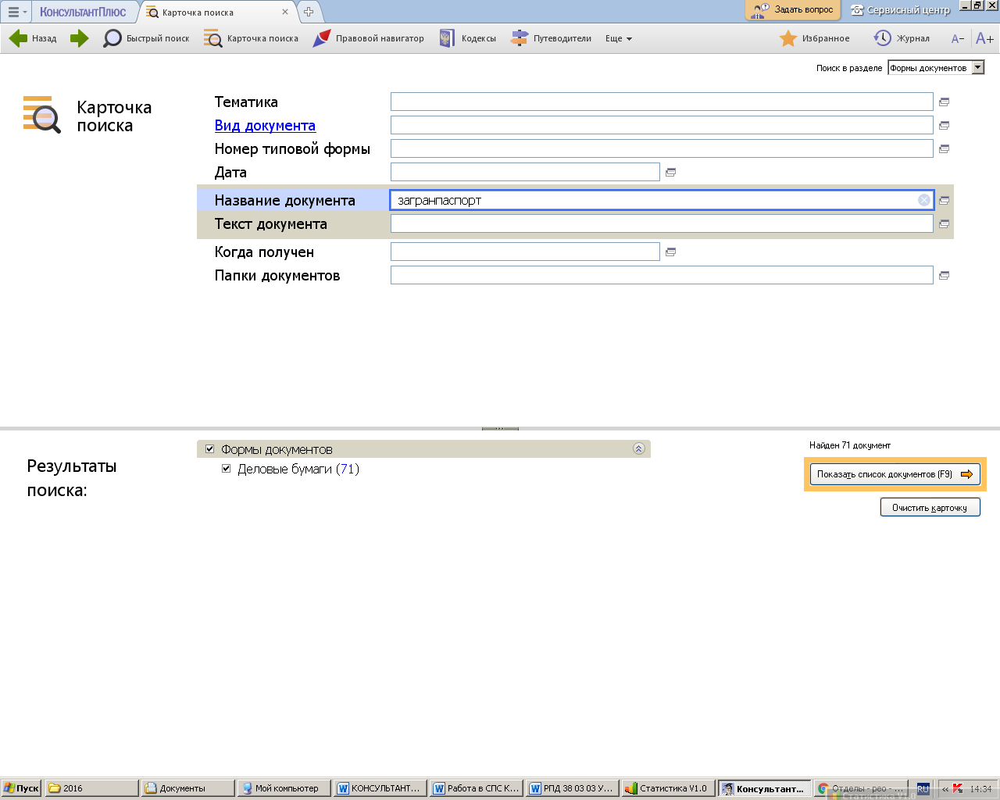 КонсультантПлюс
Карточка поиска
Задать вопрос
Сервисный центр
Назад
Быстрый поиск
Карточка поиска
Правовой навигатор
Кодексы
Путеводители
Еще
Избранное
Журнал
А−
А+
Поиск в разделе
Формы документов
Карточка
поиска
Тематика
Вид документа
Номер типовой формы
Дата
Название документа
загранпаспорт
Текст документа
Когда получен
Папки документов
Результаты
поиска:
Формы документов
Деловые бумаги (71)
Найден 71 документ
Показать список документов (F9)
Очистить карточку
Пуск
2016
Документы
Мой компьютер
КОНСУЛЬТАНТ...
Работа в СПС К...
РПД 38 03 03 У...
Статистика V1.0
Консультант...
Отделы - рео - ...
RU
«
14:34
Статистика V1.0